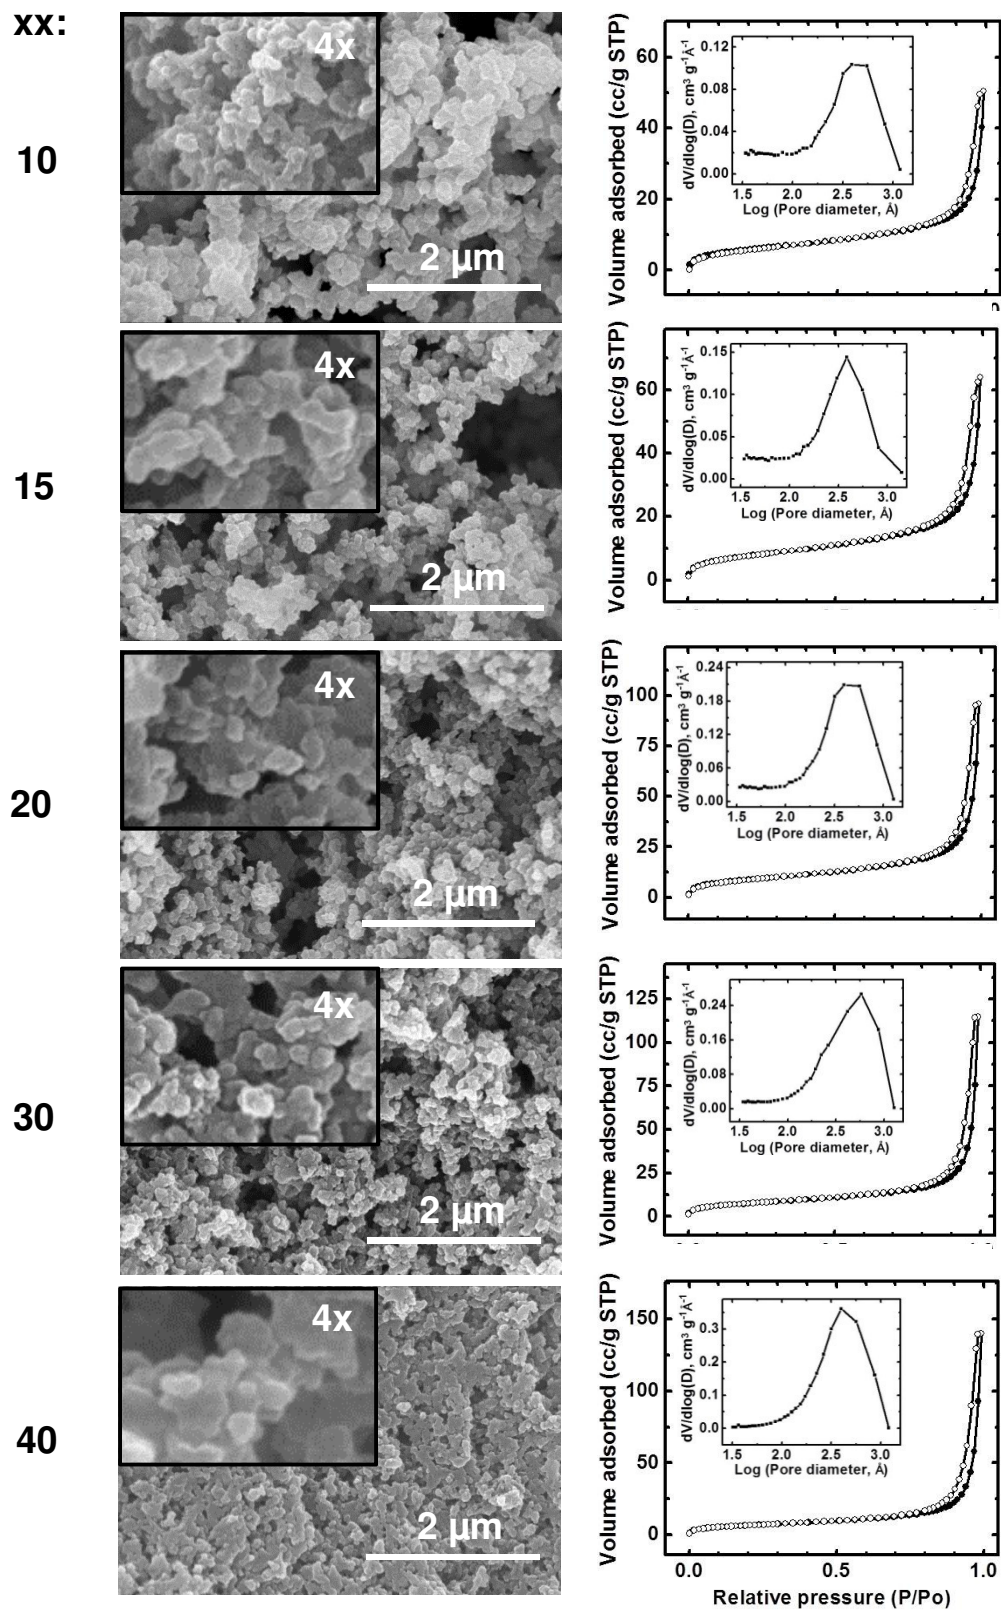 xx:
10
4x
2 µm
Volume adsorbed (cc/g STP)
60
40
20
0
dV/dlog(D), cm³ g⁻¹Å⁻¹
0.12
0.08
0.04
0.00
1.5 2.0 2.5 3.0
Log (Pore diameter, Å)
15
4x
2 µm
Volume adsorbed (cc/g STP)
60
40
20
0
dV/dlog(D), cm³ g⁻¹Å⁻¹
0.15
0.10
0.05
0.00
1.5 2.0 2.5 3.0
Log (Pore diameter, Å)
20
4x
2 µm
Volume adsorbed (cc/g STP)
100
75
50
25
0
dV/dlog(D), cm³ g⁻¹Å⁻¹
0.24
0.18
0.12
0.06
0.00
1.5 2.0 2.5 3.0
Log (Pore diameter, Å)
30
4x
2 µm
Volume adsorbed (cc/g STP)
125
100
75
50
25
0
dV/dlog(D), cm³ g⁻¹Å⁻¹
0.24
0.16
0.08
0.00
1.5 2.0 2.5 3.0
Log (Pore diameter, Å)
40
4x
2 µm
Volume adsorbed (cc/g STP)
150
100
50
0
dV/dlog(D), cm³ g⁻¹Å⁻¹
0.3
0.2
0.1
0.0
1.5 2.0 2.5 3.0
Log (Pore diameter, Å)
0.0 0.5 1.0
Relative pressure (P/Po)